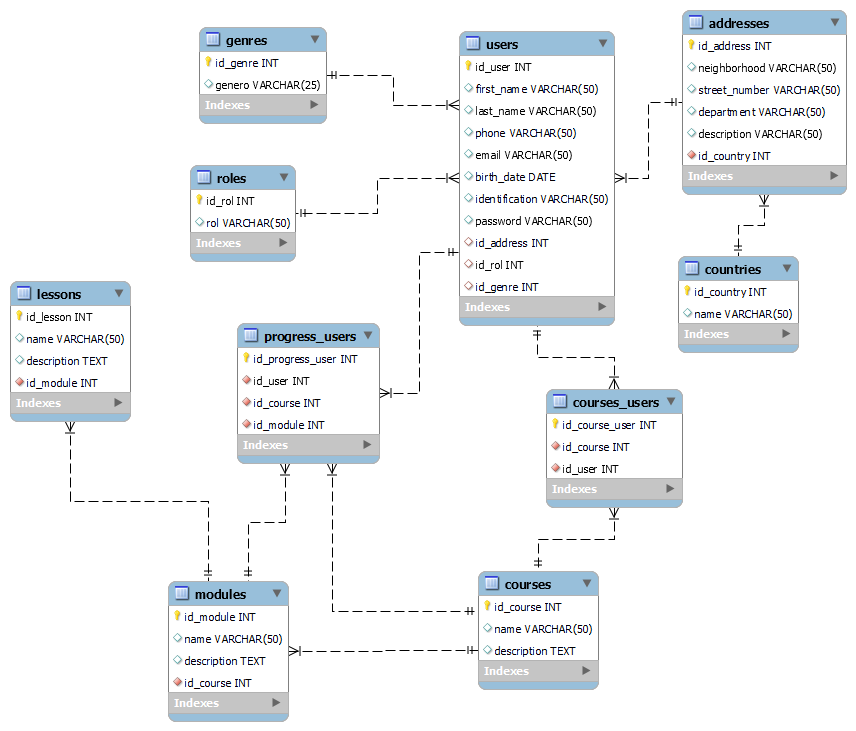 genres
id_genre INT
genero VARCHAR(25)
Indexes
users
id_user INT
first_name VARCHAR(50)
last_name VARCHAR(50)
phone VARCHAR(50)
email VARCHAR(50)
birth_date DATE
identification VARCHAR(50)
password VARCHAR(50)
id_address INT
id_rol INT
id_genre INT
Indexes
addresses
id_address INT
neighborhood VARCHAR(50)
street_number VARCHAR(50)
department VARCHAR(50)
description VARCHAR(50)
id_country INT
Indexes
roles
id_rol INT
rol VARCHAR(50)
Indexes
countries
id_country INT
name VARCHAR(50)
Indexes
lessons
id_lesson INT
name VARCHAR(50)
description TEXT
id_module INT
Indexes
progress_users
id_progress_user INT
id_user INT
id_course INT
id_module INT
Indexes
courses_users
id_course_user INT
id_course INT
id_user INT
Indexes
modules
id_module INT
name VARCHAR(50)
description TEXT
id_course INT
Indexes
courses
id_course INT
name VARCHAR(50)
description TEXT
Indexes